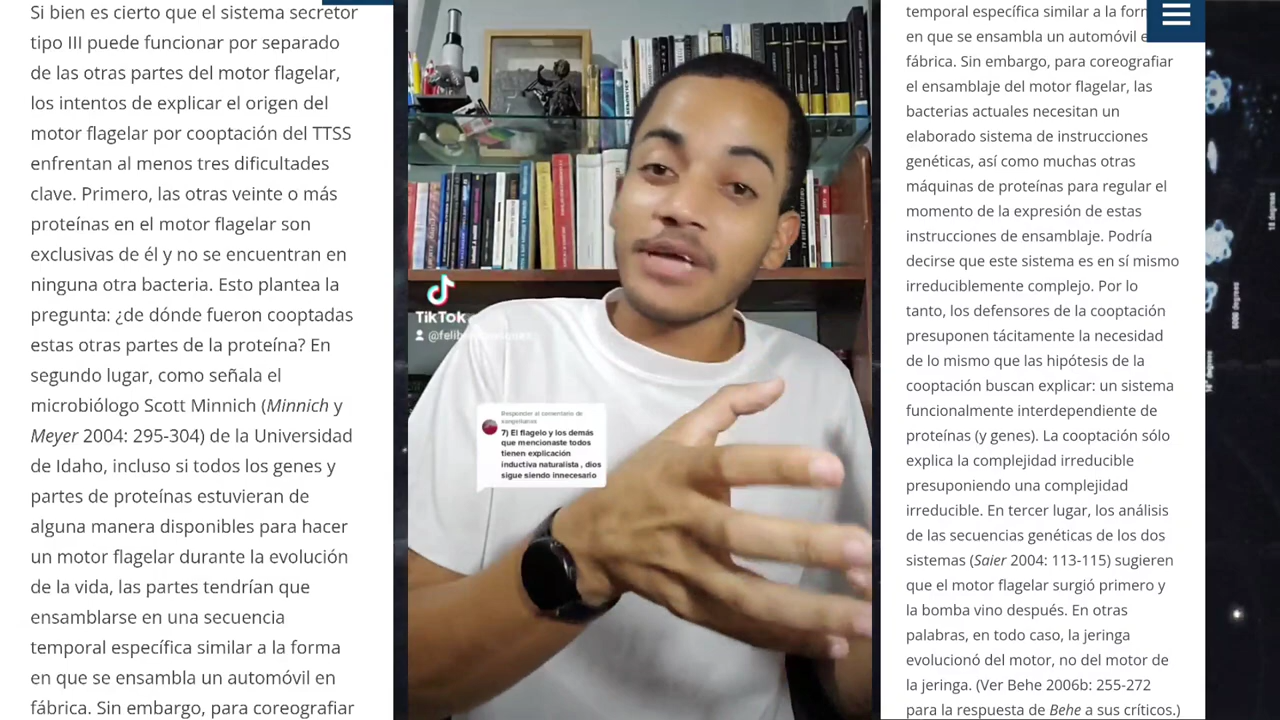 Si bien es cierto que el sistema secretor
tipo III puede funcionar por separado
de las otras partes del motor flagelar,
los intentos de explicar el origen del
motor flagelar por cooptación del TTSS
enfrentan al menos tres dificultades
clave. Primero, las otras veinte o más
proteínas en el motor flagelar son
exclusivas de él y no se encuentran en
ninguna otra bacteria. Esto plantea la
pregunta: ¿de dónde fueron cooptadas
estas otras partes de la proteína? En
segundo lugar, como señala el
microbiólogo Scott Minnich (Minnich y
Meyer 2004: 295-304) de la Universidad
de Idaho, incluso si todos los genes y
partes de proteínas estuvieran de
alguna manera disponibles para hacer
un motor flagelar durante la evolución
de la vida, las partes tendrían que
ensamblarse en una secuencia
temporal específica similar a la forma
en que se ensambla un automóvil en
fábrica. Sin embargo, para coreografiar
TikTok
Responder al comentario de
7) El flagelo y los demás
que mencionaste todos
tienen explicación
inductiva naturalista , dios
sigue siendo innecesario
temporal específica similar a la
en que se ensambla un automóvil
fábrica. Sin embargo, para coreografiar
el ensamblaje del motor flagelar, las
bacterias actuales necesitan un
elaborado sistema de instrucciones
genéticas, así como muchas otras
máquinas de proteínas para regular el
momento de la expresión de estas
instrucciones de ensamblaje. Podría
decirse que este sistema es en sí mismo
irreduciblemente complejo. Por lo
tanto, los defensores de la cooptación
presuponen tácitamente la necesidad
de lo mismo que las hipótesis de la
cooptación buscan explicar: un sistema
funcionalmente interdependiente de
proteínas (y genes). La cooptación sólo
explica la complejidad irreducible
presuponiendo una complejidad
irreducible. En tercer lugar, los análisis
de las secuencias genéticas de los dos
sistemas (Saier 2004: 113-115) sugieren
que el motor flagelar surgió primero y
la bomba vino después. En otras
palabras, en todo caso, la jeringa
evolucionó del motor, no del motor de
la jeringa. (Ver Behe 2006b: 255-272
para la respuesta de Behe a sus críticos.)